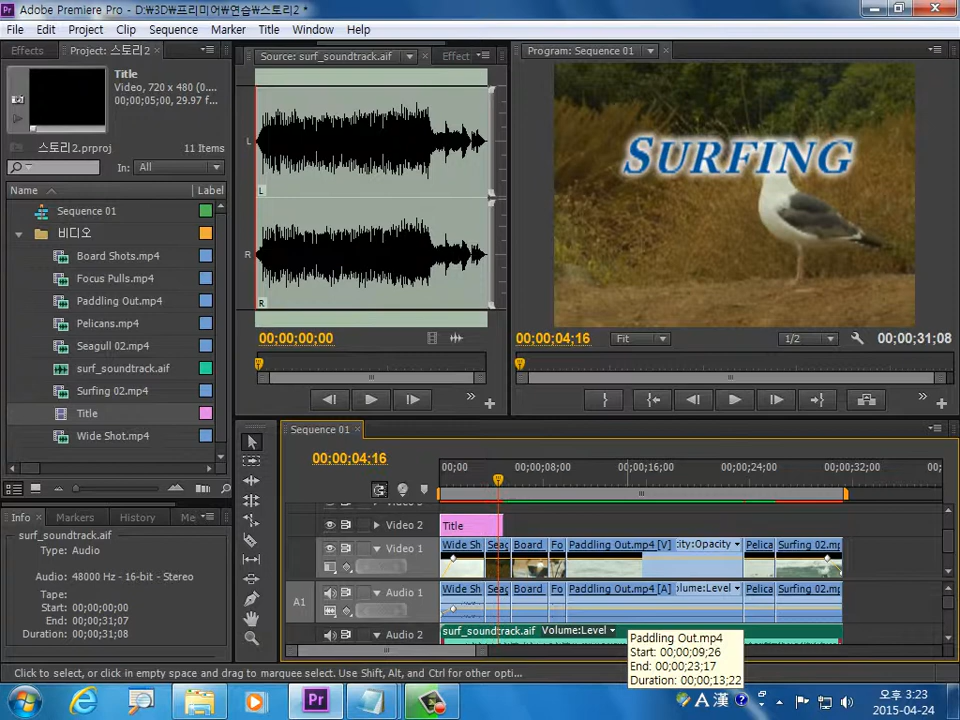 Adobe Premiere Pro - D:₩3D₩프리미어₩연습₩스토리2 *
File Edit Project Clip Sequence Marker Title Window Help
Effects
Project: 스토리2
Title
Video, 720 x 480 (0....
00;00;05;00, 29.97 f...
스토리2.prproj
11 Items
In: All
Name
Label
Sequence 01
비디오
Board Shots.mp4
Focus Pulls.mp4
Paddling Out.mp4
Pelicans.mp4
Seagull 02.mp4
surf_soundtrack.aif
Surfing 02.mp4
Title
Wide Shot.mp4
Info
Markers
History
Me
surf_soundtrack.aif
Type: Audio
Audio: 48000 Hz - 16-bit - Stereo
Tape:
Start: 00;00;00;00
End: 00;00;31;07
Duration: 00;00;31;08
Source: surf_soundtrack.aif
Effect
L
L
R
R
00;00;00;00
Program: Sequence 01
SURFING
00;00;04;16
Fit
1/2
00;00;31;08
Sequence 01
00;00;04;16
00;00
00;00;08;00
00;00;16;00
00;00;24;00
00;00;32;00
00;
Video 2
Title
Video 1
Wide Sh
Seag
Board
Fo
Paddling Out.mp4 [V]
ity:Opacity
Pelica
Surfing 02.mp4
A1
Audio 1
Wide Sh
Seag
Board
Fo
Paddling Out.mp4 [A]
olume:Level
Pelica
Surfing 02.mp4
Audio 2
surf_soundtrack.aif Volume:Level
Paddling Out.mp4
Start: 00;00;09;26
End: 00;00;23;17
Duration: 00;00;13;22
Click to select, or click in empty space and drag to marquee select. Use Shift, Alt, and Ctrl for other opti...
Pr
A 漢
오후 3:23
2015-04-24